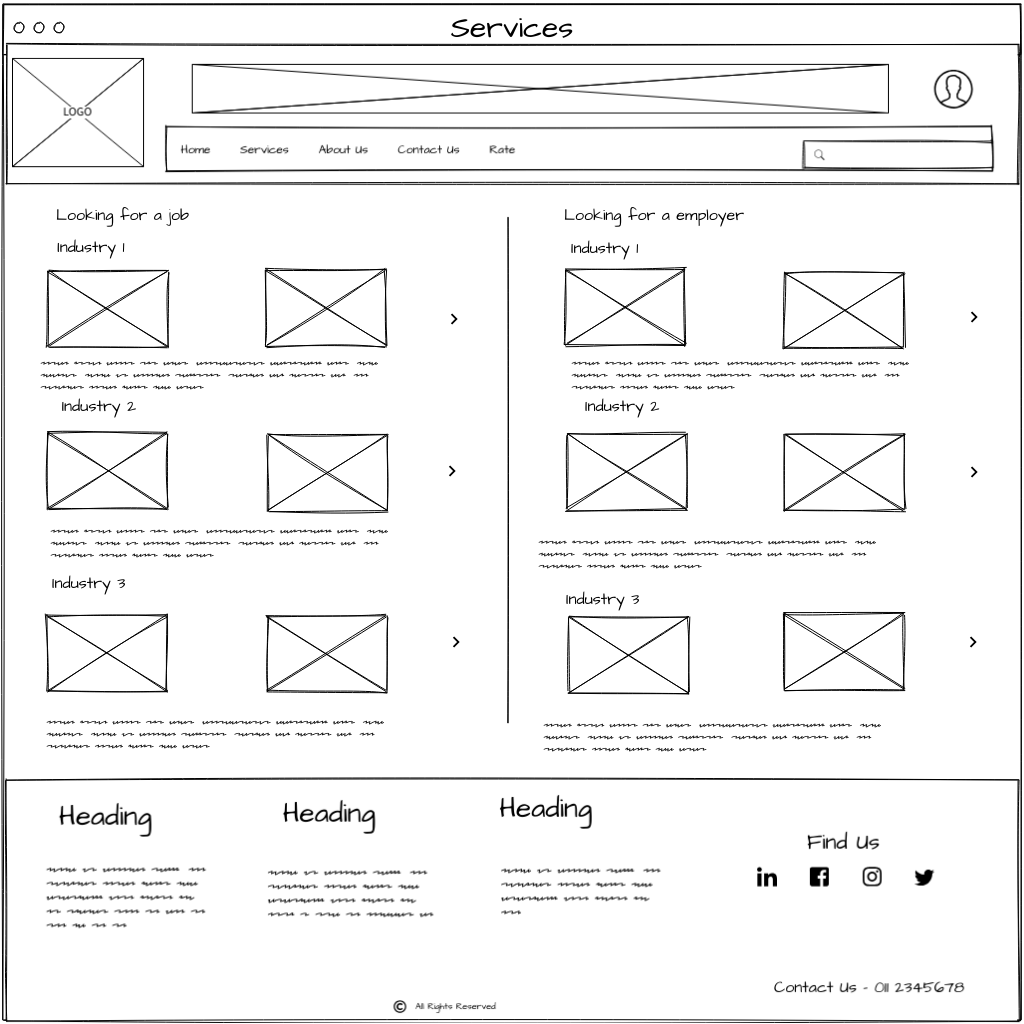 Services
LOGO
Home Services About Us Contact Us Rate
Looking for a job
Industry 1
Industry 2
Industry 3
Looking for a employer
Industry 1
Industry 2
Industry 3
Heading
Heading
Heading
Find Us
in
Contact Us - 011 2345678
© All Rights Reserved